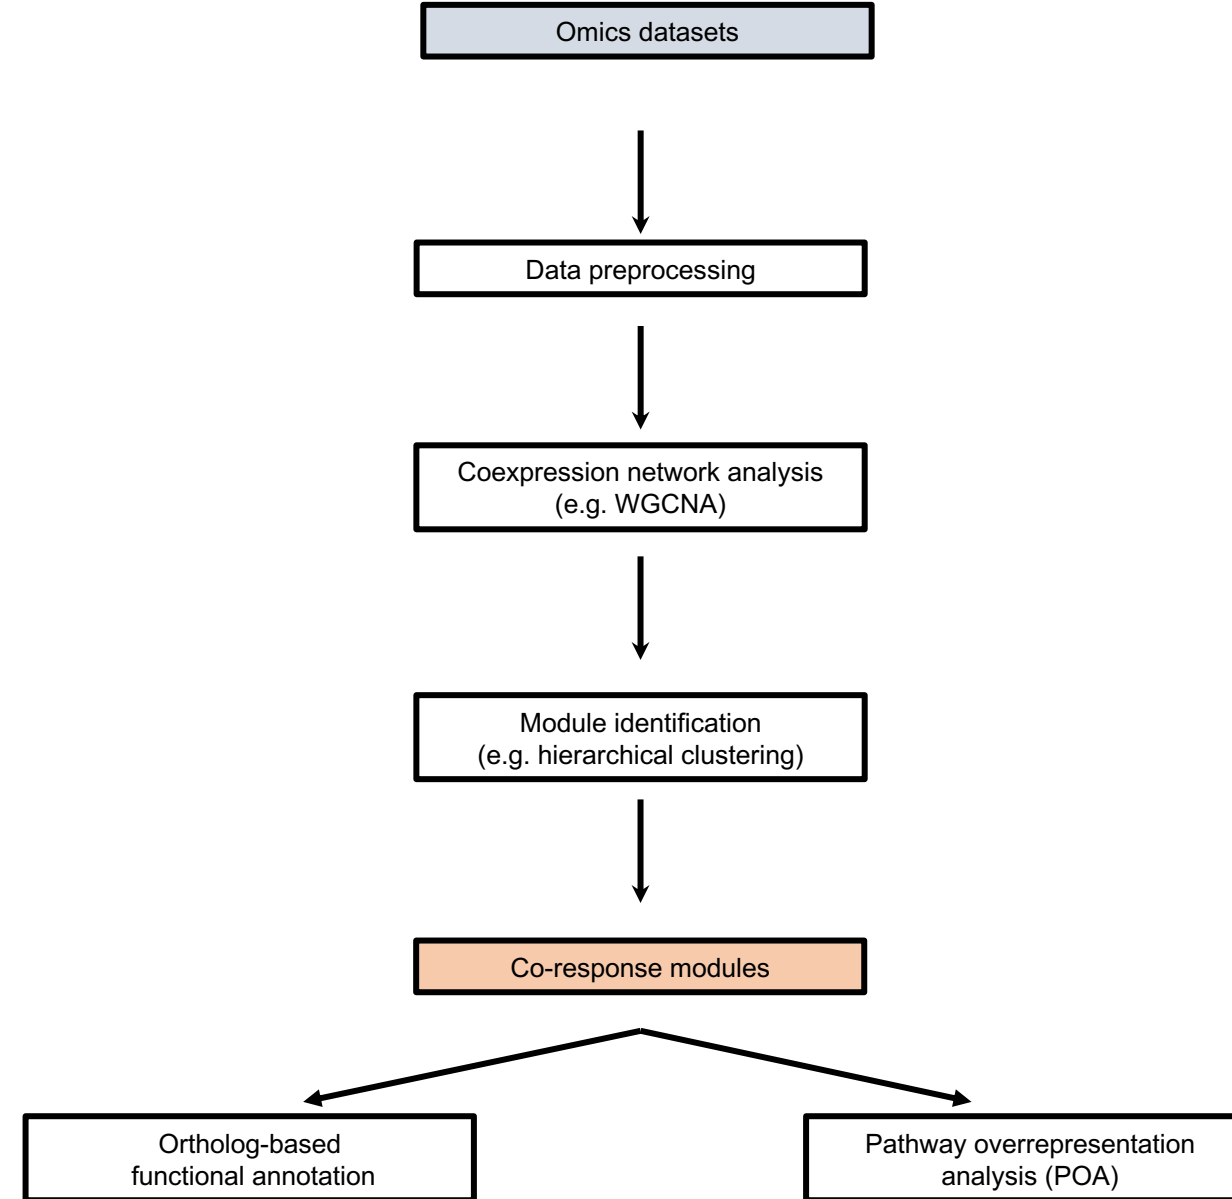 Omics datasets
Data preprocessing
Coexpression network analysis
(e.g. WGCNA)
Module identification
(e.g. hierarchical clustering)
Co-response modules
Ortholog-based
functional annotation
Pathway overrepresentation
analysis (POA)